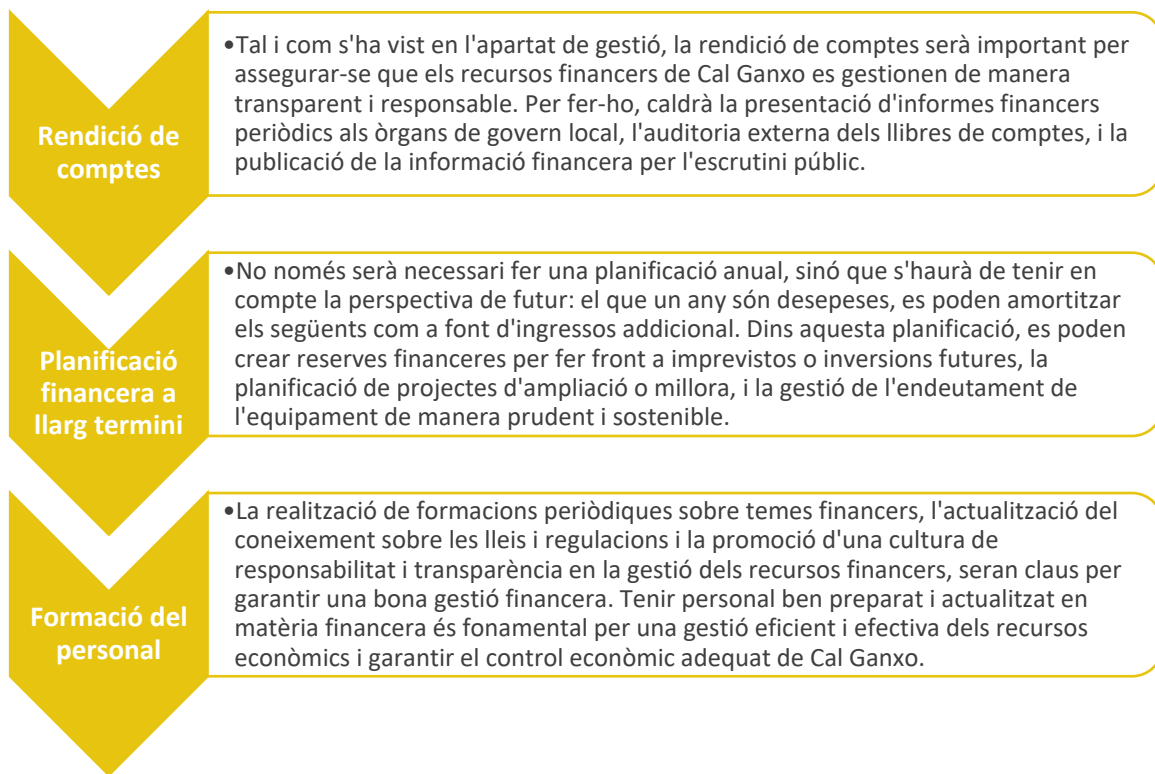 Rendició de
comptes
•Tal i com s'ha vist en l'apartat de gestió, la rendició de comptes serà important per
assegurar-se que els recursos financers de Cal Ganxo es gestionen de manera
transparent i responsable. Per fer-ho, caldrà la presentació d'informes financers
periòdics als òrgans de govern local, l'auditoria externa dels llibres de comptes, i la
publicació de la informació financera per l'escrutini públic.
Planificació
financera a
llarg termini
•No només serà necessari fer una planificació anual, sinó que s'haurà de tenir en
compte la perspectiva de futur: el que un any són desepeses, es poden amortitzar
els següents com a font d'ingressos addicional. Dins aquesta planificació, es poden
crear reserves financeres per fer front a imprevistos o inversions futures, la
planificació de projectes d'ampliació o millora, i la gestió de l'endeutament de
l'equipament de manera prudent i sostenible.
Formació del
personal
•La realització de formacions periòdiques sobre temes financers, l'actualització del
coneixement sobre les lleis i regulacions i la promoció d'una cultura de
responsabilitat i transparència en la gestió dels recursos financers, seran claus per
garantir una bona gestió financera. Tenir personal ben preparat i actualitzat en
matèria financera és fonamental per una gestió eficient i efectiva dels recursos
econòmics i garantir el control econòmic adequat de Cal Ganxo.